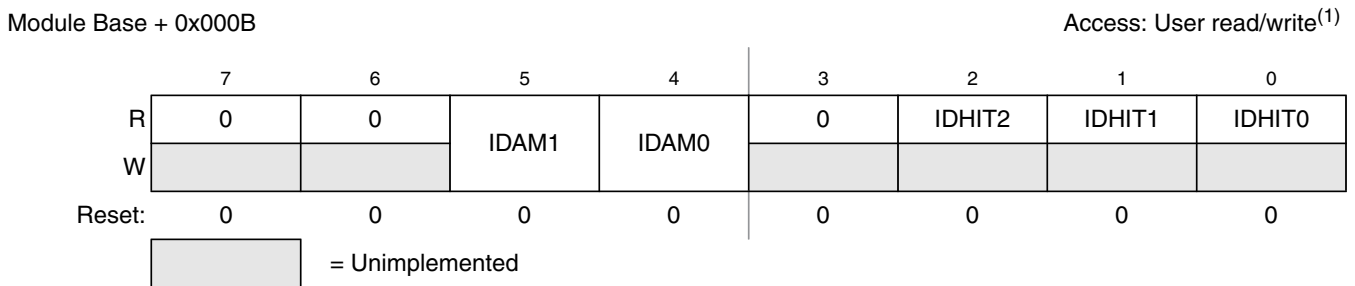 Module Base + 0x000B Access: User read/write(1)
7 6 5 4 3 2 1 0
R 0 0 IDAM1 IDAM0 0 IDHIT2 IDHIT1 IDHIT0
W
Reset: 0 0 0 0 0 0 0 0
= Unimplemented